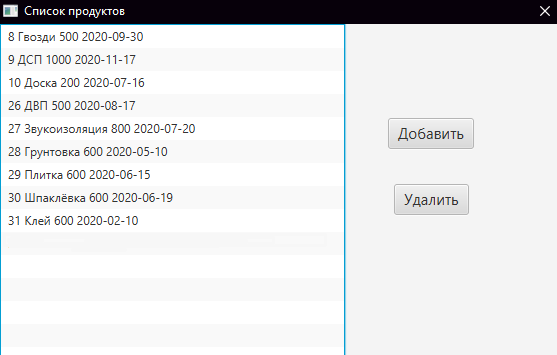 Список продуктов
8 Гвозди 500 2020-09-30
9 ДСП 1000 2020-11-17
10 Доска 200 2020-07-16
26 ДВП 500 2020-08-17
27 Звукоизоляция 800 2020-07-20
28 Грунтовка 600 2020-05-10
29 Плитка 600 2020-06-15
30 Шпаклёвка 600 2020-06-19
31 Клей 600 2020-02-10
Добавить
Удалить